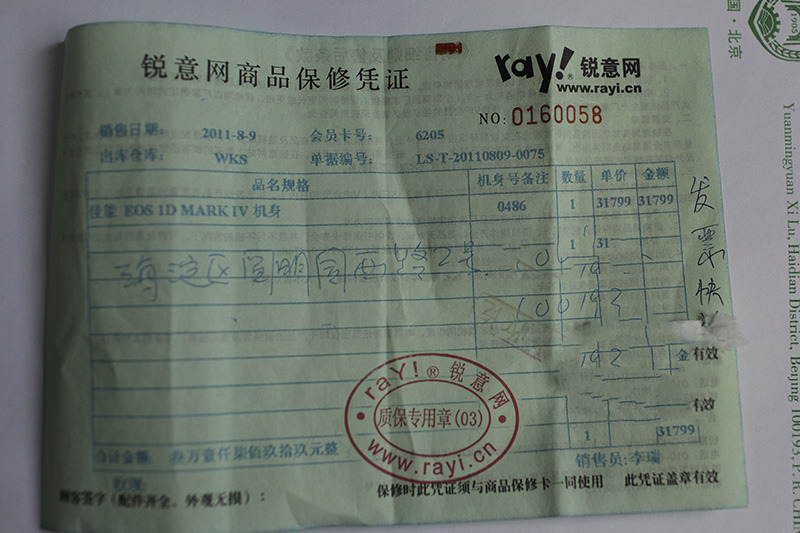 锐意网商品保修凭证
ray!® 锐意网
www.rayi.cn
NO: 0160058
销售日期: 2011-8-9 会员卡号: 6205
出库仓库: WKS 单据编号: LS-T-20110809-0075
品名规格 机身号备注 数量 单价 金额
佳能 EOS 1D MARK IV 机身 0486 1 31799 31799
1 31
海淀区圆明园西路2号
100193
发票快
金 有效
有效
1 31799
合计金额: 叁万壹仟柒佰玖拾玖元整 销售员: 李瑞
顾客签字(配件齐全、外观无损):
保修时此凭证须与商品保修卡一同使用 此凭证盖章有效
rayi!® 锐意网
质保专用章(03)
www.rayi.cn
1905
国·北京
Yuanmingyuan Xi Lu Haidian District, Beijing 100193, P. R. CHIN